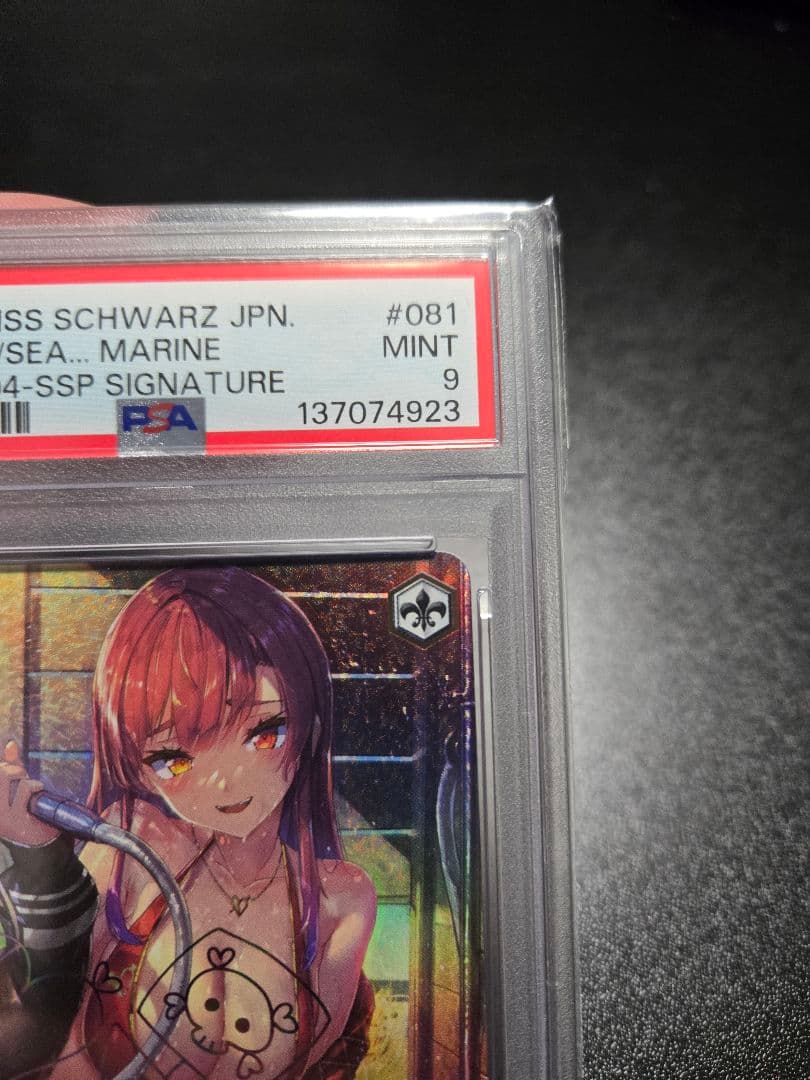 ISS SCHWARZ JPN. #081
/SEA... MARINE MINT
04-SSP SIGNATURE 9
PSA 137074923